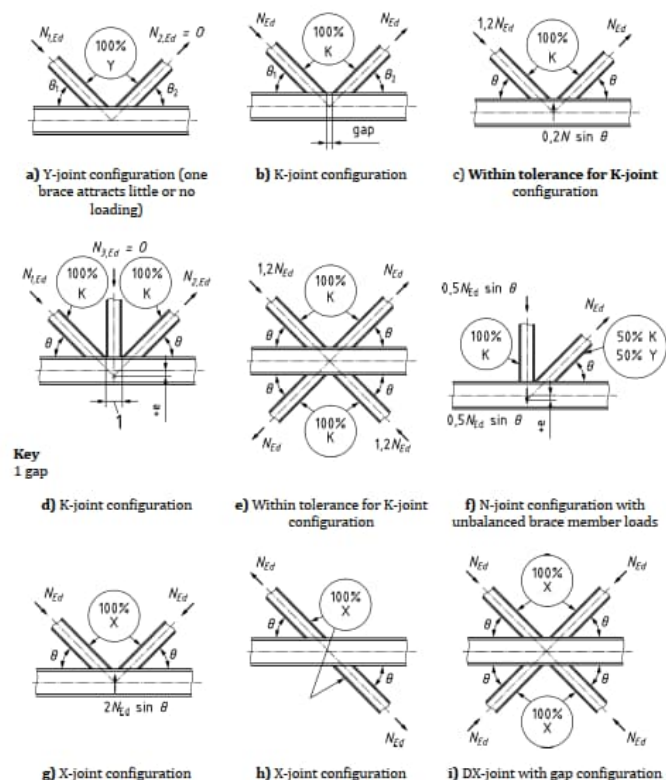 N1,Ed
N2,Ed = 0
100%
Y
θ1
θ2
a) Y-joint configuration (one
brace attracts little or no
loading)
NEd
NEd
100%
K
θ1
θ2
gap
b) K-joint configuration
1,2NEd
NEd
100%
K
θ
θ
0,2N sin θ
c) Within tolerance for K-joint
configuration
N3,Ed = 0
N1,Ed
100%
K
100%
K
N2,Ed
θ
θ
+e
1
Key
1 gap
d) K-joint configuration
1,2NEd
NEd
100%
K
θ
θ
θ
θ
100%
K
NEd
1,2NEd
e) Within tolerance for K-joint
configuration
0,5NEd sin θ
NEd
100%
K
50% K
50% Y
θ
0,5NEd sin θ
+e
f) N-joint configuration with
unbalanced brace member loads
NEd
NEd
100%
X
θ
θ
2NEd sin θ
g) X-joint configuration
NEd
100%
X
θ
θ
NEd
h) X-joint configuration
NEd
NEd
100%
X
θ
θ
θ
θ
100%
X
NEd
NEd
i) DX-joint with gap configuration